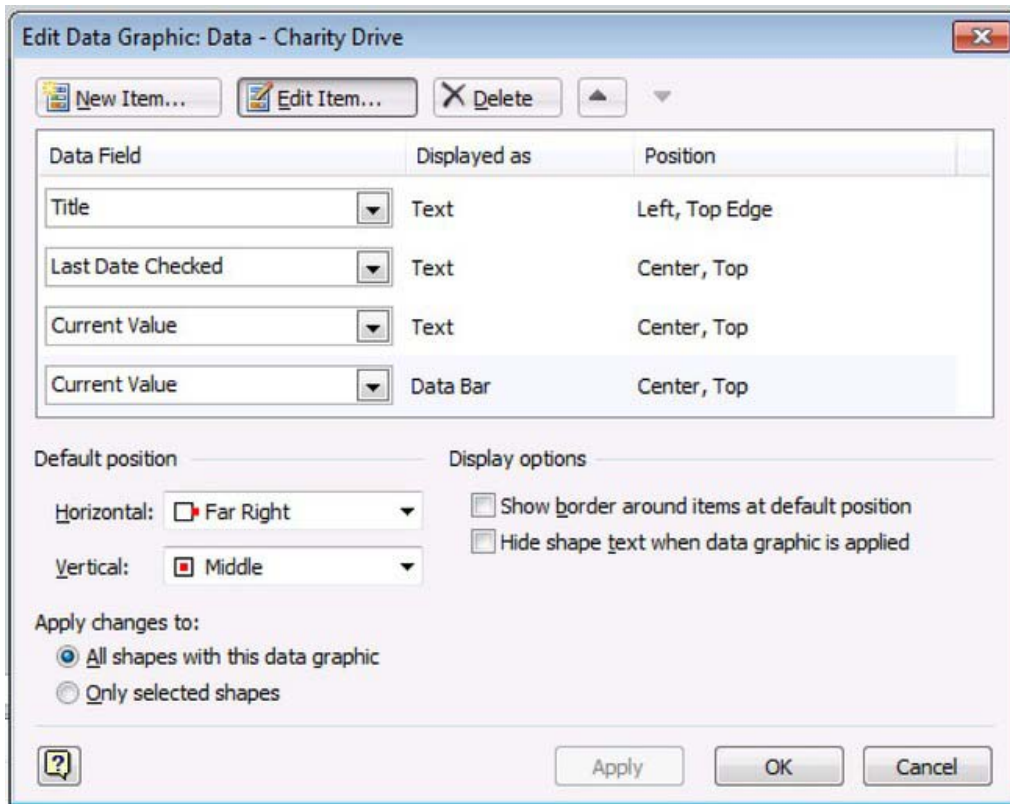 Edit Data Graphic: Data - Charity Drive
New Item... Edit Item... Delete
Data Field Displayed as Position
Title Text Left, Top Edge
Last Date Checked Text Center, Top
Current Value Text Center, Top
Current Value Data Bar Center, Top
Default position Display options
Horizontal: Far Right Show border around items at default position
Hide shape text when data graphic is applied
Vertical: Middle
Apply changes to:
All shapes with this data graphic
Only selected shapes
? Apply OK Cancel